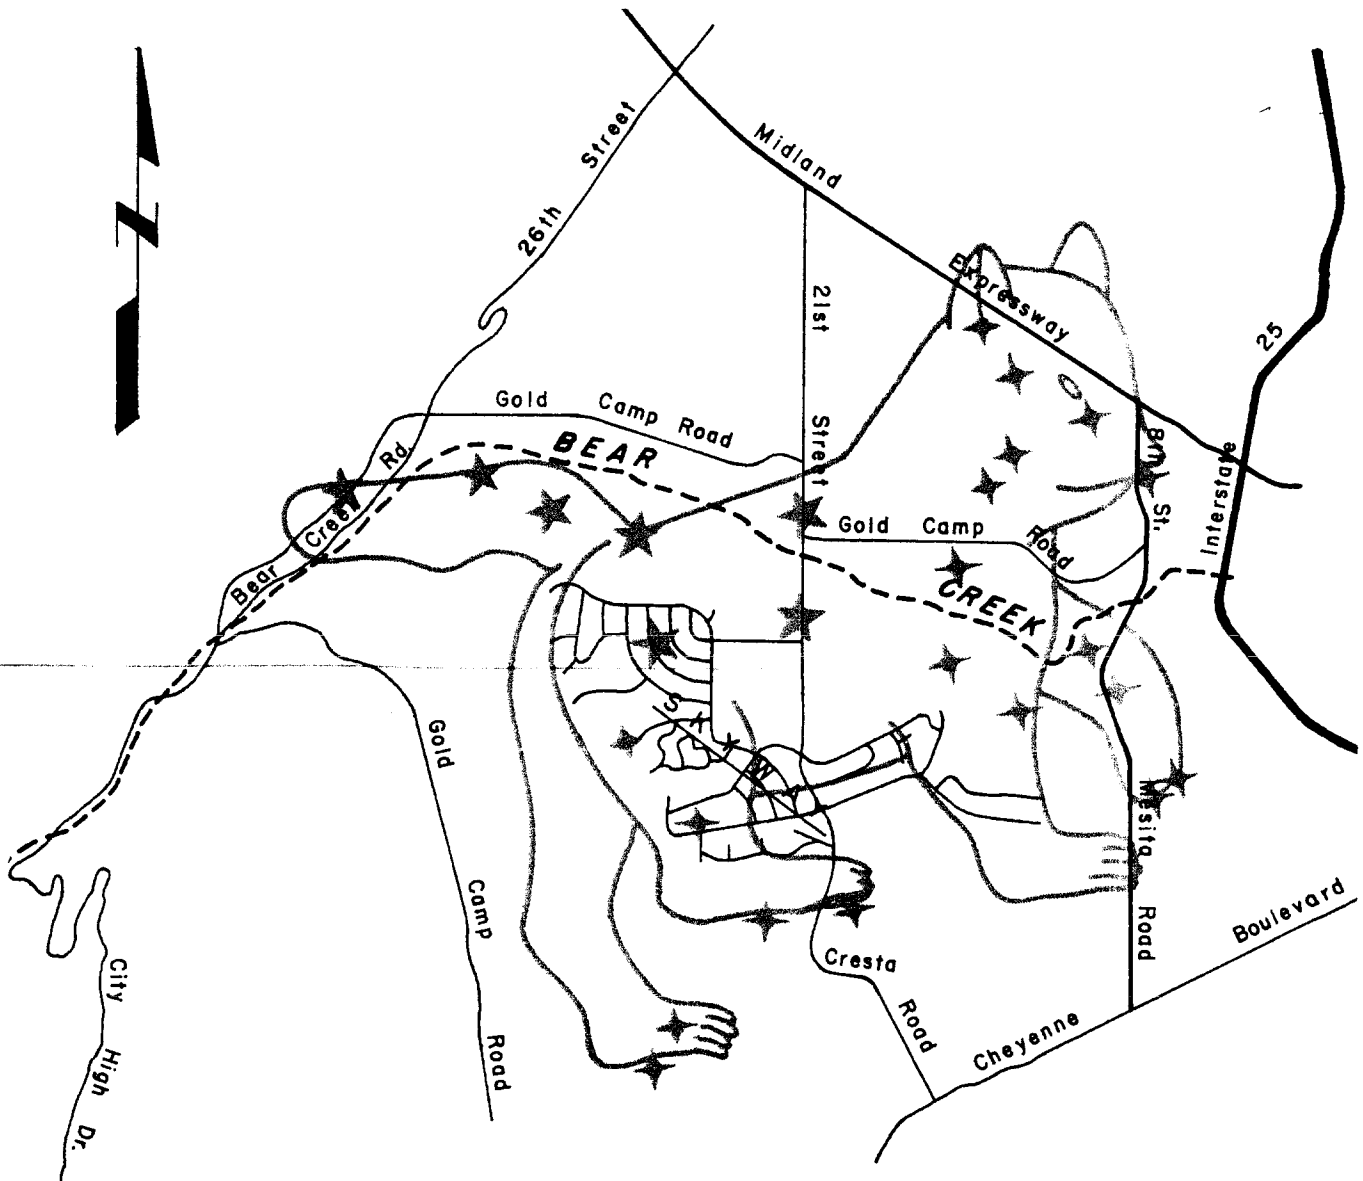 N
Midland
Expressway
26th Street
21st Street
Interstate 25
Gold Camp Road
BEAR CREEK
Bear Creek Rd.
Gold Camp Road
8th St.
SKYWAY
Gold Camp Road
Mesita Road
Cresta Road
Cheyenne Boulevard
City High Dr.